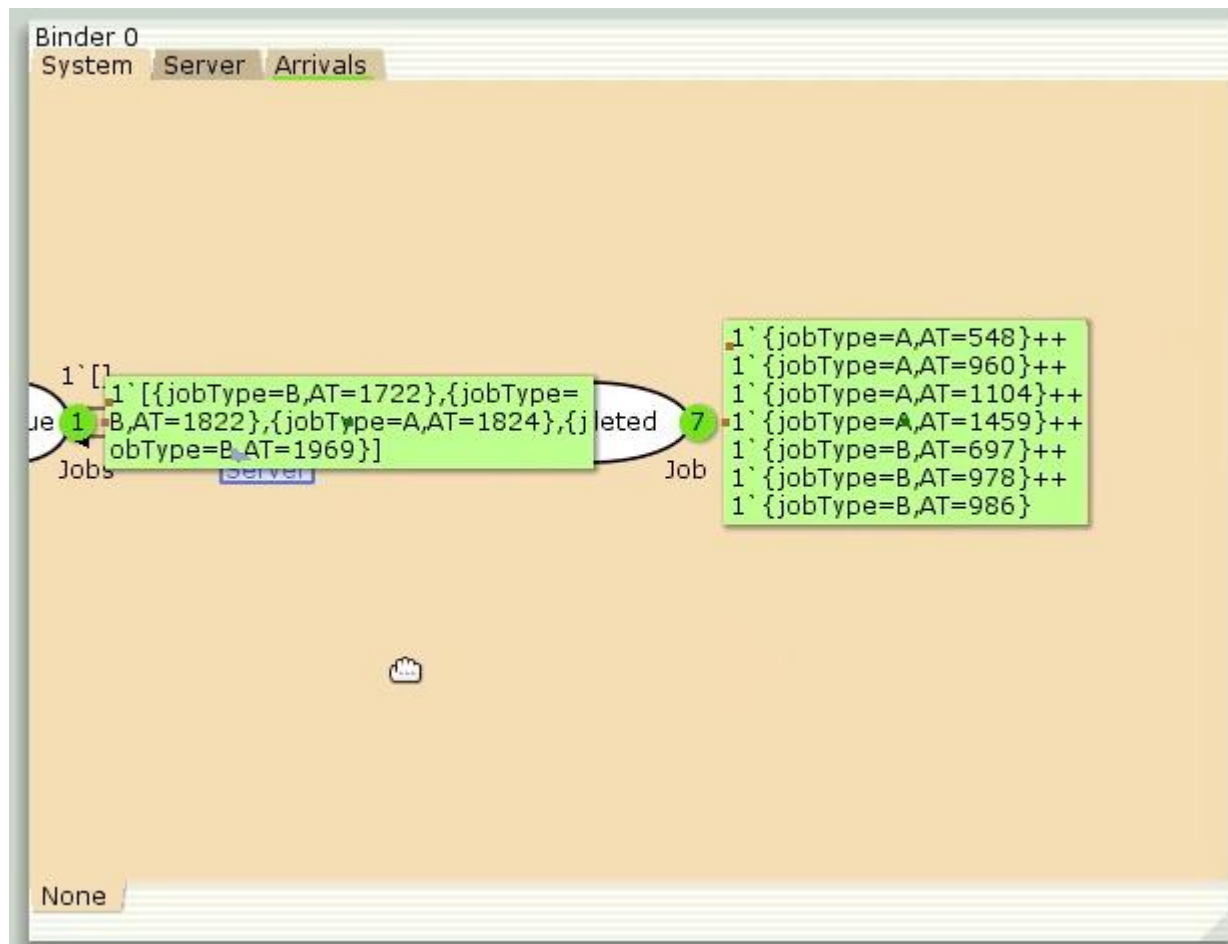 Binder 0
System Server Arrivals
1`[]
1`[{jobType=B,AT=1722},{jobType=
B,AT=1822},{jobType=A,AT=1824},{j
obType=B,AT=1969}]
ue
1
leted
7
Jobs
Server
Job
1`{jobType=A,AT=548}++
1`{jobType=A,AT=960}++
1`{jobType=A,AT=1104}++
1`{jobType=A,AT=1459}++
1`{jobType=B,AT=697}++
1`{jobType=B,AT=978}++
1`{jobType=B,AT=986}
None